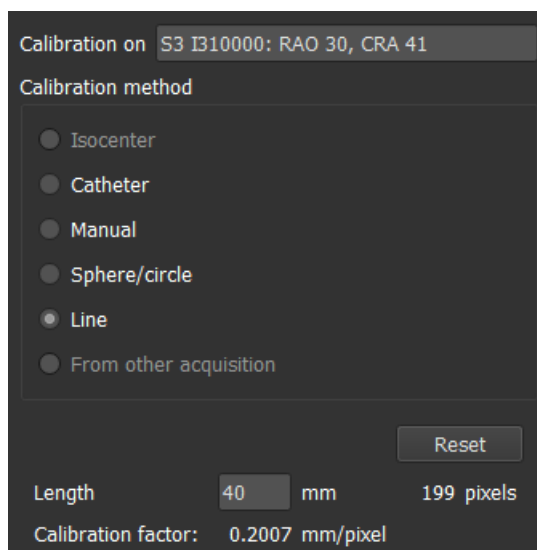 Calibration on S3 I310000: RAO 30, CRA 41
Calibration method
Isocenter
Catheter
Manual
Sphere/circle
Line
From other acquisition
Reset
Length 40 mm 199 pixels
Calibration factor: 0.2007 mm/pixel